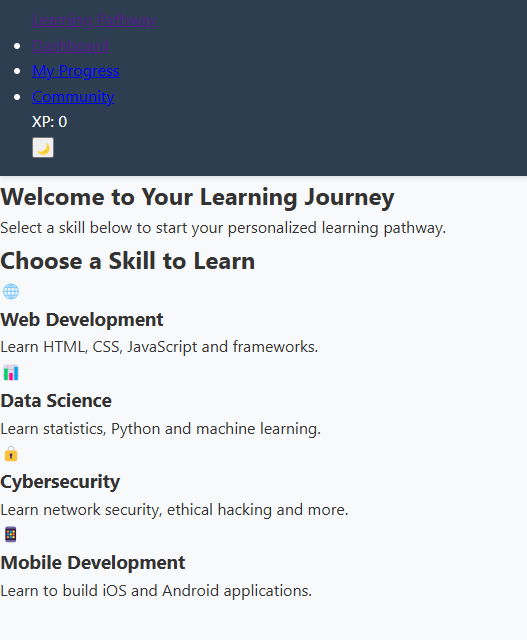 Learning Pathway
Dashboard
My Progress
Community
XP: 0
Welcome to Your Learning Journey
Select a skill below to start your personalized learning pathway.
Choose a Skill to Learn
Web Development
Learn HTML, CSS, JavaScript and frameworks.
Data Science
Learn statistics, Python and machine learning.
Cybersecurity
Learn network security, ethical hacking and more.
Mobile Development
Learn to build iOS and Android applications.